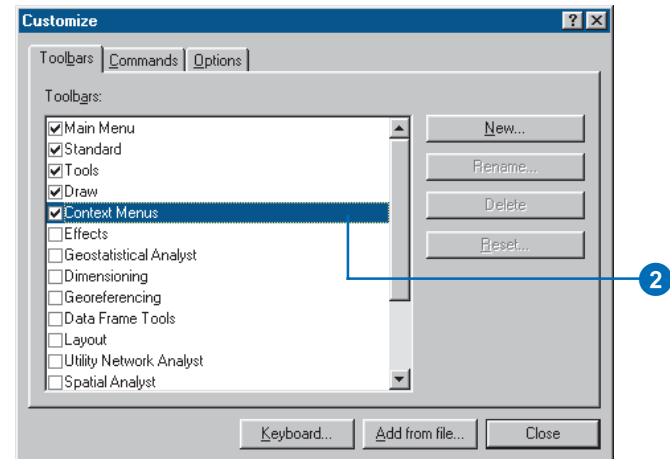 Customize
Toolbars Commands Options
Toolbars:
Main Menu
Standard
Tools
Draw
Context Menus
Effects
Geostatistical Analyst
Dimensioning
Georeferencing
Data Frame Tools
Layout
Utility Network Analyst
Spatial Analyst
New...
Rename...
Delete
Reset...
2
Keyboard... Add from file... Close